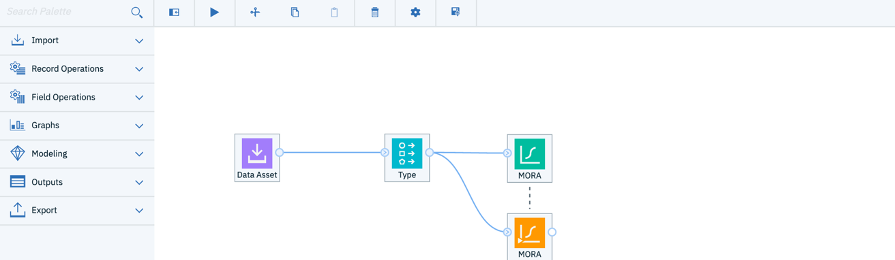 Search Palette
Import
Record Operations
Field Operations
Graphs
Modeling
Outputs
Export
Data Asset
Type
MORA
MORA